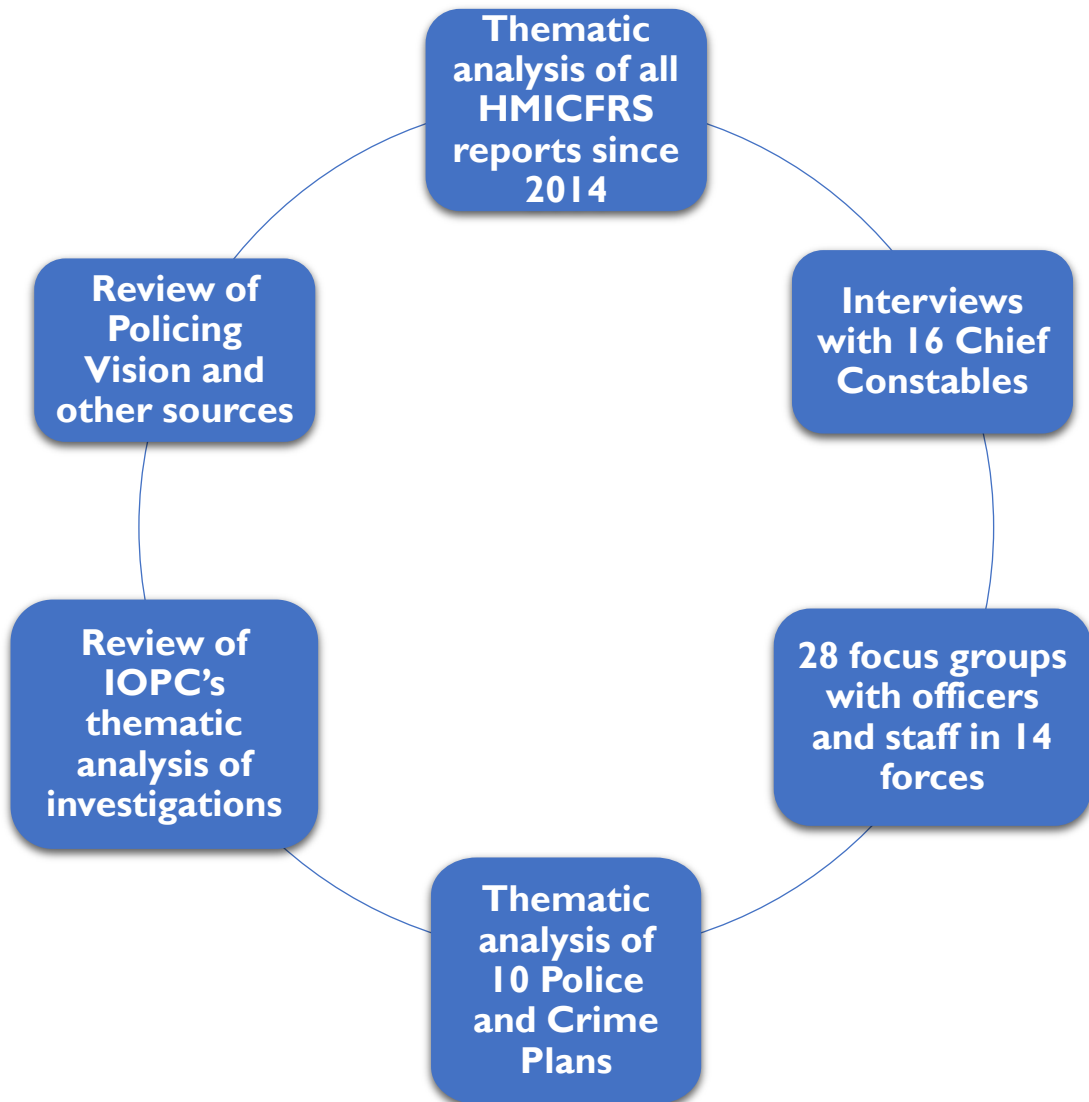 Thematic
analysis of all
HMICFRS
reports since
2014
Interviews
with 16 Chief
Constables
28 focus groups
with officers
and staff in 14
forces
Thematic
analysis of
10 Police
and Crime
Plans
Review of
IOPC’s
thematic
analysis of
investigations
Review of
Policing
Vision and
other sources